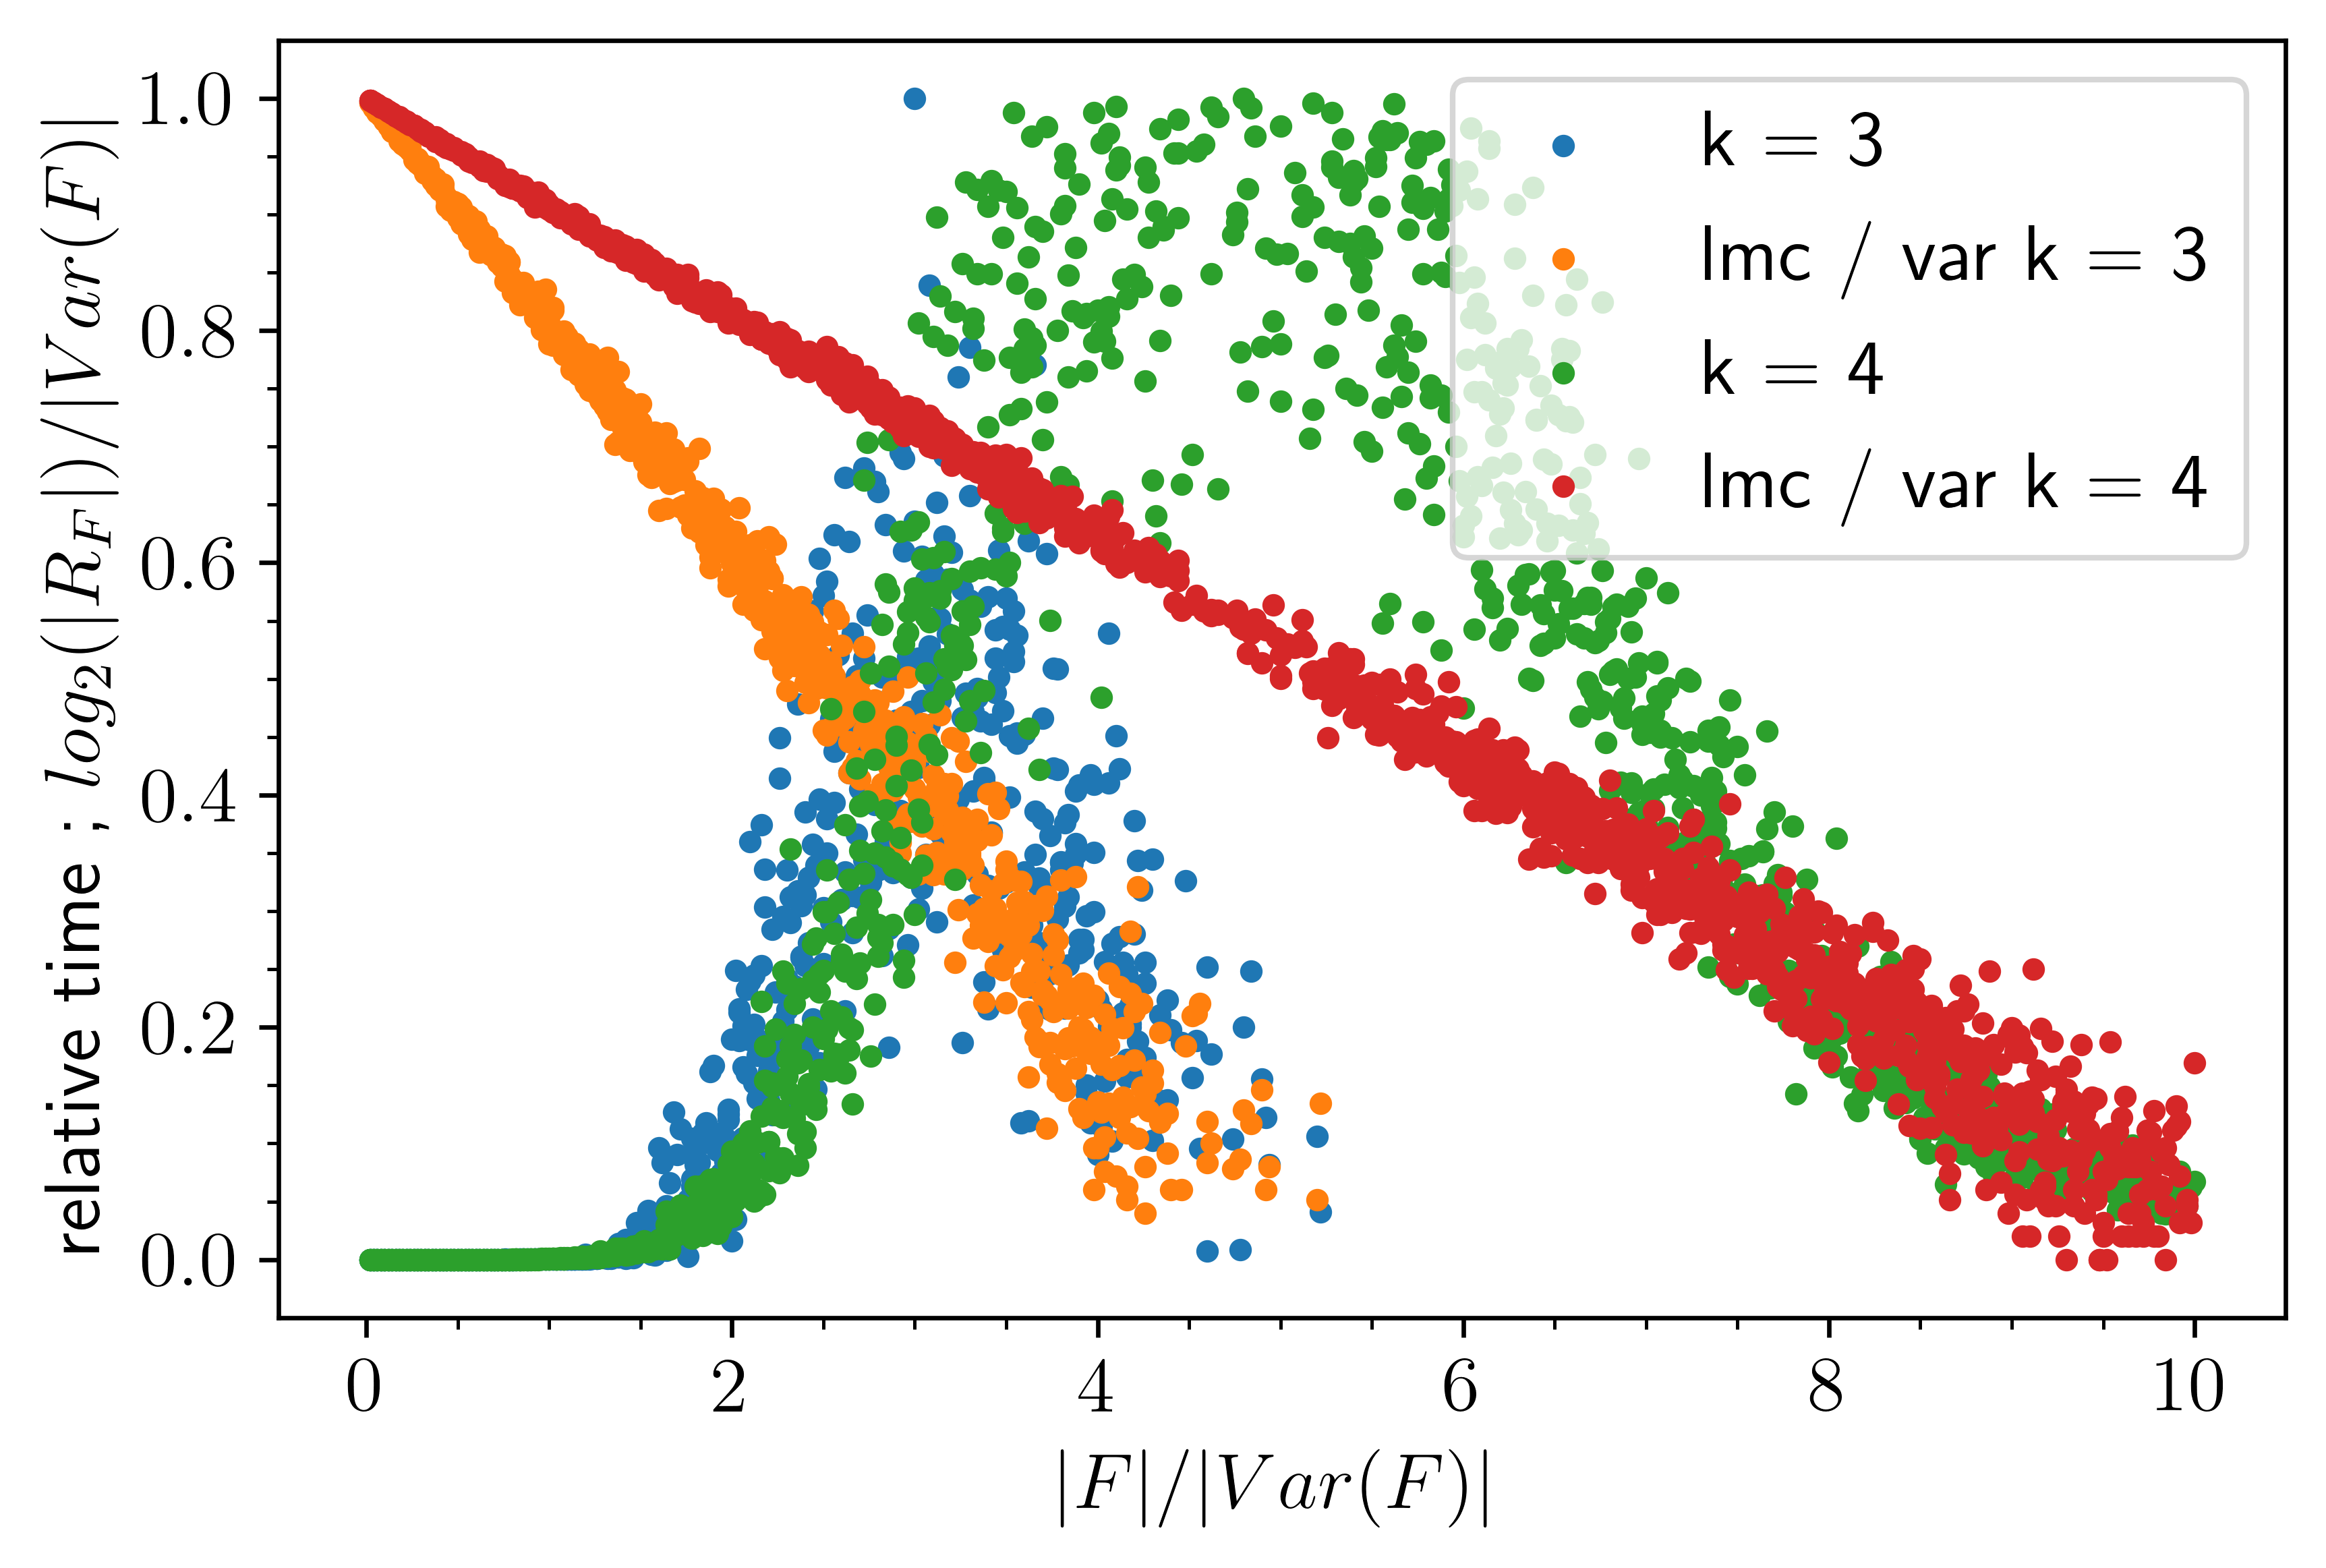 relative time ; log₂(|R_F|)/|Var(F)|
1.0
0.8
0.6
0.4
0.2
0.0
k = 3
lmc / var k = 3
k = 4
lmc / var k = 4
0 2 4 6 8 10
|F|/|Var(F)|